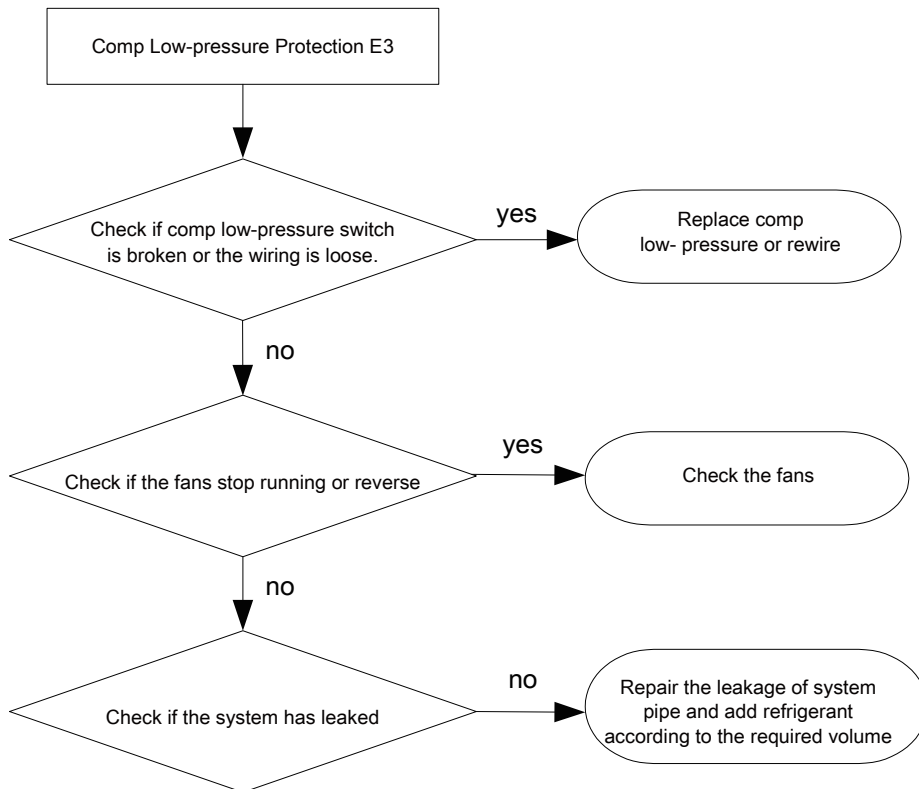 Comp Low-pressure Protection E3
Check if comp low-pressure switch
is broken or the wiring is loose.
yes
Replace comp
low- pressure or rewire
no
Check if the fans stop running or reverse
yes
Check the fans
no
Check if the system has leaked
no
Repair the leakage of system
pipe and add refrigerant
according to the required volume